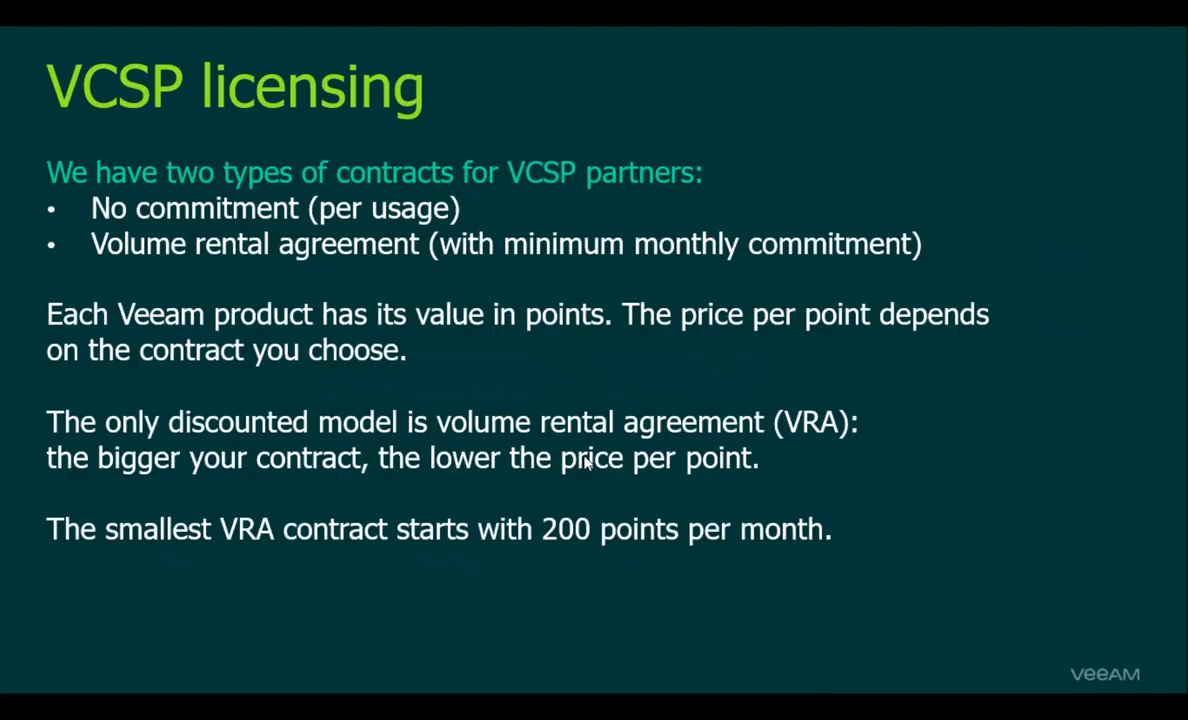 VCSP licensing
We have two types of contracts for VCSP partners:
• No commitment (per usage)
• Volume rental agreement (with minimum monthly commitment)
Each Veeam product has its value in points. The price per point depends
on the contract you choose.
The only discounted model is volume rental agreement (VRA):
the bigger your contract, the lower the price per point.
The smallest VRA contract starts with 200 points per month.
veeAM